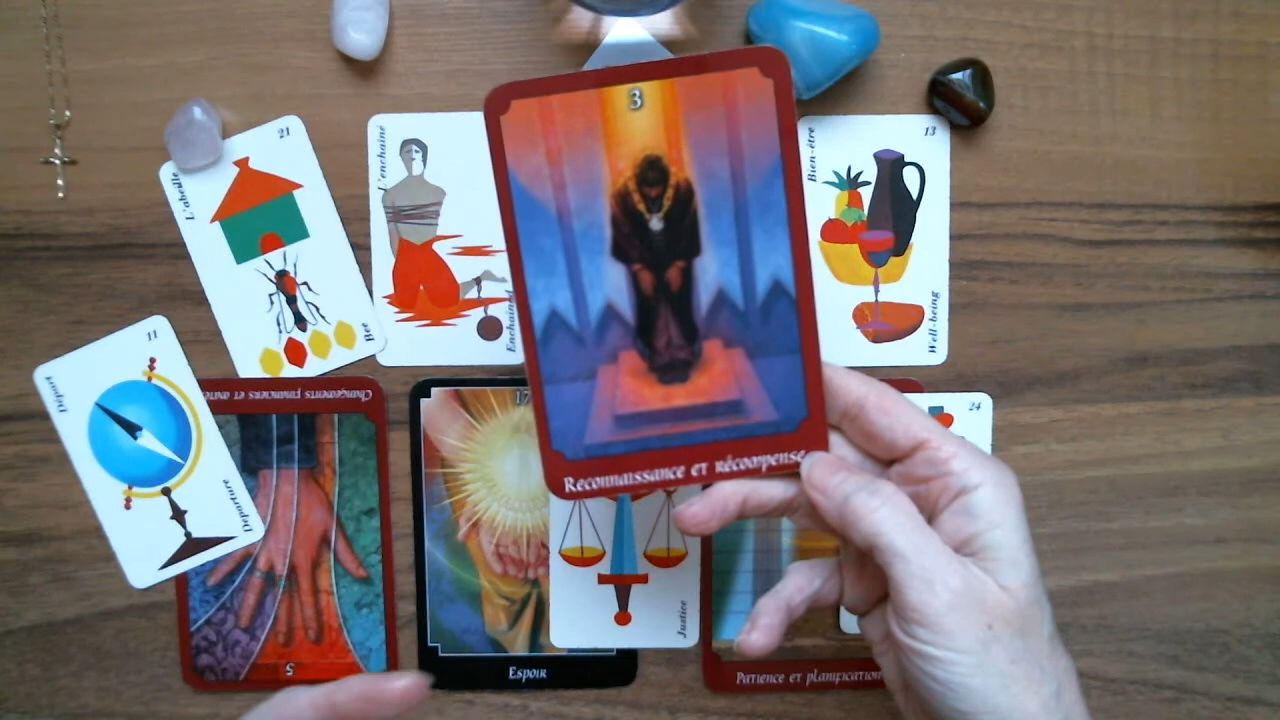 21
L'abeille
Bee
L'enchaîné
Enchained
3
Reconnaissance et récompense
13
Bien-être
Well-being
11
Départ
Departure
Changements financiers et
5
17
Espoir
Justice
24
Patience et planification